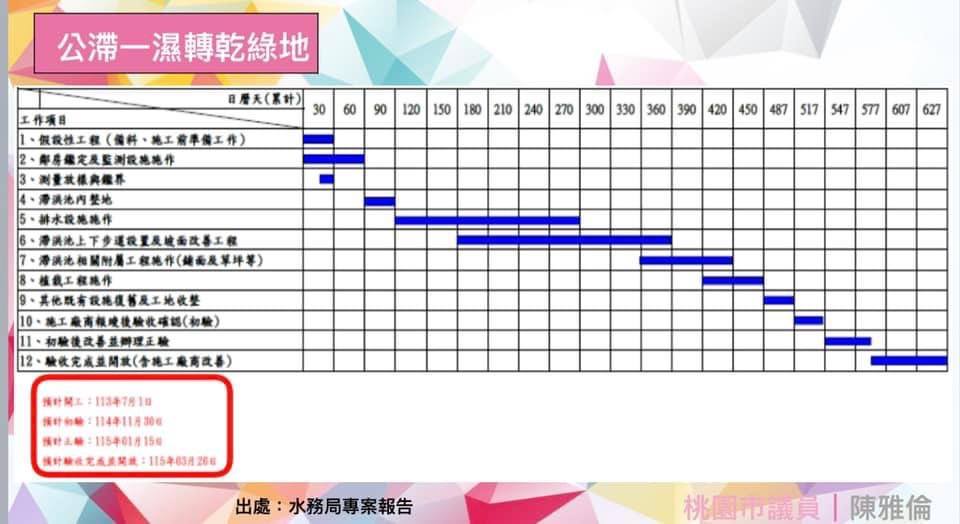 公滯一濕轉乾綠地
日曆天(累計)
工作項目
30 60 90 120 150 180 210 240 270 300 330 360 390 420 450 487 517 547 577 607 627
1、假設性工程(備料、施工前準備工作)
2、鄰房鑑定及監測設施施作
3、測量放樣與鑑界
4、滯洪池內整地
5、排水設施施作
6、滯洪池上下步道設置及坡面改善工程
7、滯洪池相關附屬工程施作(鋪面及草坪等)
8、植栽工程施作
9、其他既有設施復舊及工地收整
10、施工廠商報竣後驗收確認(初驗)
11、初驗後改善並辦理正驗
12、驗收完成並開放(含施工廠商改善)
預計開工：113年7月1日
預計初驗：114年11月30日
預計正驗：115年01月15日
預計驗收完成並開放：115年03月26日
出處：水務局專案報告
桃園市議員｜陳雅倫